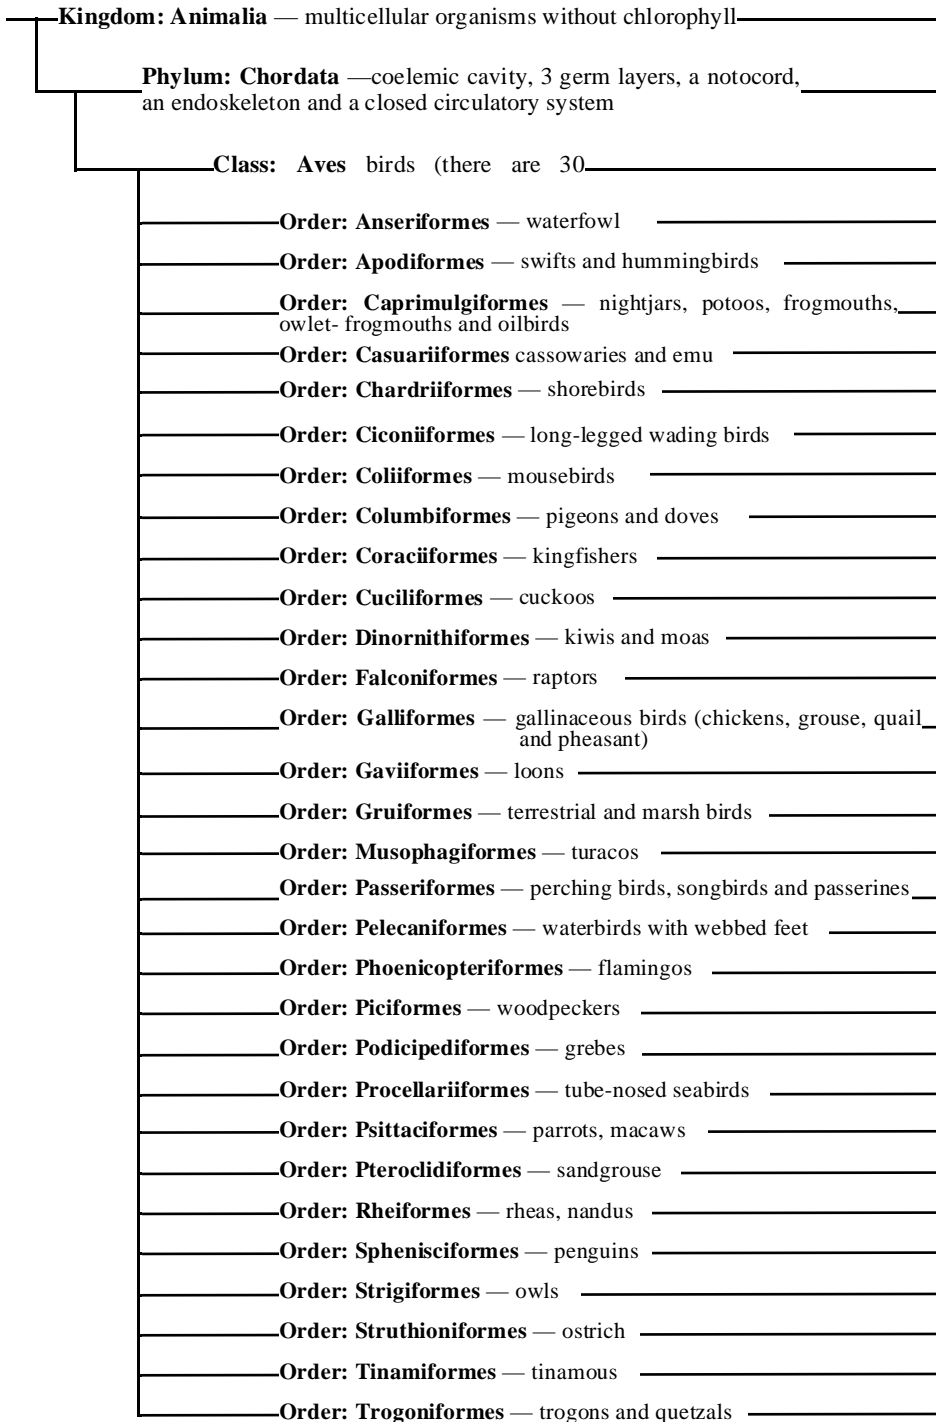 Kingdom: Animalia — multicellular organisms without chlorophyll
Phylum: Chordata —coelemic cavity, 3 germ layers, a notocord,
an endoskeleton and a closed circulatory system
Class: Aves birds (there are 30
Order: Anseriformes — waterfowl
Order: Apodiformes — swifts and hummingbirds
Order: Caprimulgiformes — nightjars, potoos, frogmouths,
owlet- frogmouths and oilbirds
Order: Casuariiformes cassowaries and emu
Order: Chardriiformes — shorebirds
Order: Ciconiiformes — long-legged wading birds
Order: Coliiformes — mousebirds
Order: Columbiformes — pigeons and doves
Order: Coraciiformes — kingfishers
Order: Cuciliformes — cuckoos
Order: Dinornithiformes — kiwis and moas
Order: Falconiformes — raptors
Order: Galliformes — gallinaceous birds (chickens, grouse, quail
and pheasant)
Order: Gaviiformes — loons
Order: Gruiformes — terrestrial and marsh birds
Order: Musophagiformes — turacos
Order: Passeriformes — perching birds, songbirds and passerines
Order: Pelecaniformes — waterbirds with webbed feet
Order: Phoenicopteriformes — flamingos
Order: Piciformes — woodpeckers
Order: Podicipediformes — grebes
Order: Procellariiformes — tube-nosed seabirds
Order: Psittaciformes — parrots, macaws
Order: Pteroclidiformes — sandgrouse
Order: Rheiformes — rheas, nandus
Order: Sphenisciformes — penguins
Order: Strigiformes — owls
Order: Struthioniformes — ostrich
Order: Tinamiformes — tinamous
Order: Trogoniformes — trogons and quetzals